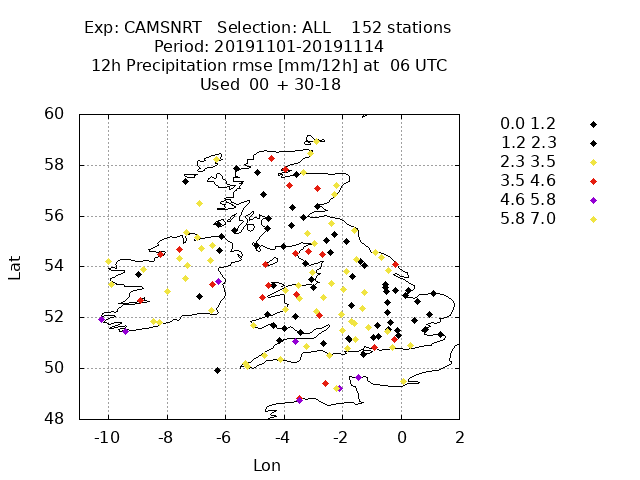 Exp: CAMSNRT Selection: ALL 152 stations
Period: 20191101-20191114
12h Precipitation rmse [mm/12h] at 06 UTC
Used 00 + 30-18
0.0 1.2
1.2 2.3
2.3 3.5
3.5 4.6
4.6 5.8
5.8 7.0
Lat
60
58
56
54
52
50
48
-10 -8 -6 -4 -2 0 2
Lon